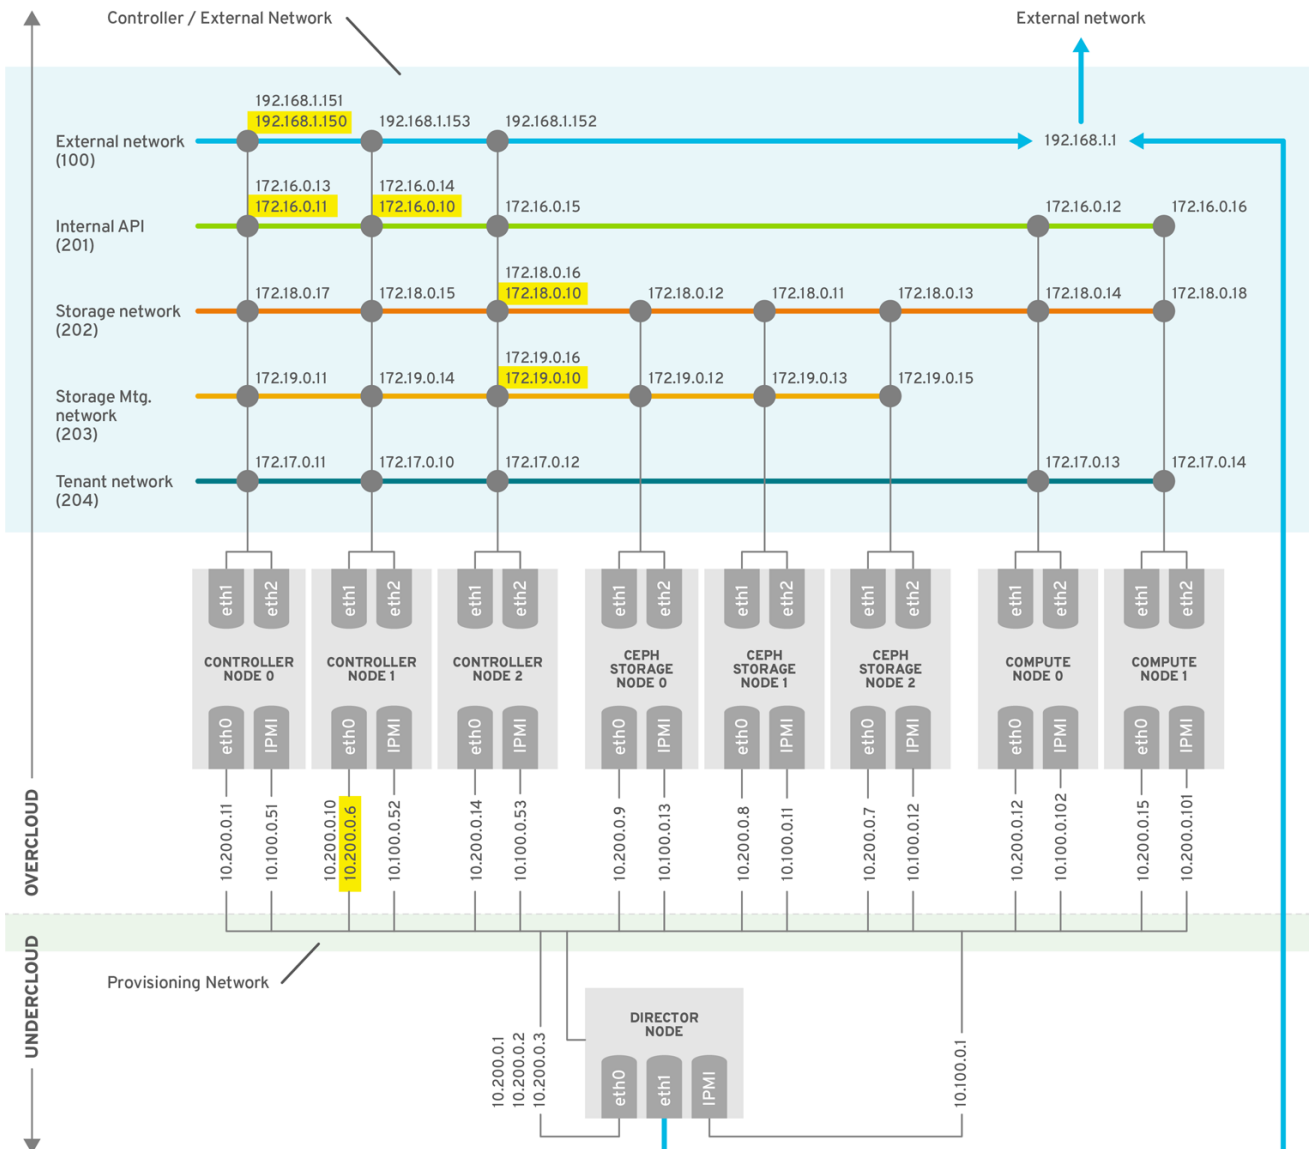 Controller / External Network
External network
192.168.1.151
192.168.1.150
192.168.1.153
192.168.1.152
External network
(100)
192.168.1.1
172.16.0.13
172.16.0.11
172.16.0.14
172.16.0.10
172.16.0.15
172.16.0.12
172.16.0.16
Internal API
(201)
172.18.0.17
172.18.0.15
172.18.0.16
172.18.0.10
172.18.0.12
172.18.0.11
172.18.0.13
172.18.0.14
172.18.0.18
Storage network
(202)
172.19.0.11
172.19.0.14
172.19.0.16
172.19.0.10
172.19.0.12
172.19.0.13
172.19.0.15
Storage Mtg.
network
(203)
172.17.0.11
172.17.0.10
172.17.0.12
172.17.0.13
172.17.0.14
Tenant network
(204)
eth1
eth2
eth1
eth2
eth1
eth2
eth1
eth2
eth1
eth2
eth1
eth2
eth1
eth2
eth1
eth2
CONTROLLER
NODE 0
CONTROLLER
NODE 1
CONTROLLER
NODE 2
CEPH
STORAGE
NODE 0
CEPH
STORAGE
NODE 1
CEPH
STORAGE
NODE 2
COMPUTE
NODE 0
COMPUTE
NODE 1
eth0
IPMI
eth0
IPMI
eth0
IPMI
eth0
IPMI
eth0
IPMI
eth0
IPMI
eth0
IPMI
eth0
IPMI
10.200.0.11
10.100.0.51
10.200.0.10
10.200.0.6
10.100.0.52
10.200.0.14
10.100.0.53
10.200.0.9
10.100.0.13
10.200.0.8
10.100.0.11
10.200.0.7
10.100.0.12
10.200.0.12
10.100.0.102
10.200.0.15
10.200.0.101
OVERCLOUD
UNDERCLOUD
Provisioning Network
DIRECTOR
NODE
10.200.0.1
10.200.0.2
10.200.0.3
eth0
eth1
IPMI
10.100.0.1